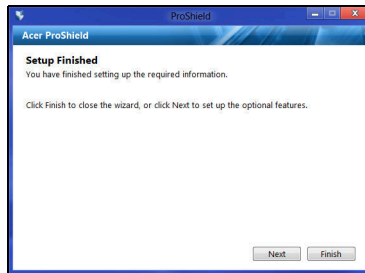 ProShield
Acer ProShield
Setup Finished
You have finished setting up the required information.
Click Finish to close the wizard, or click Next to set up the optional features.
Next Finish